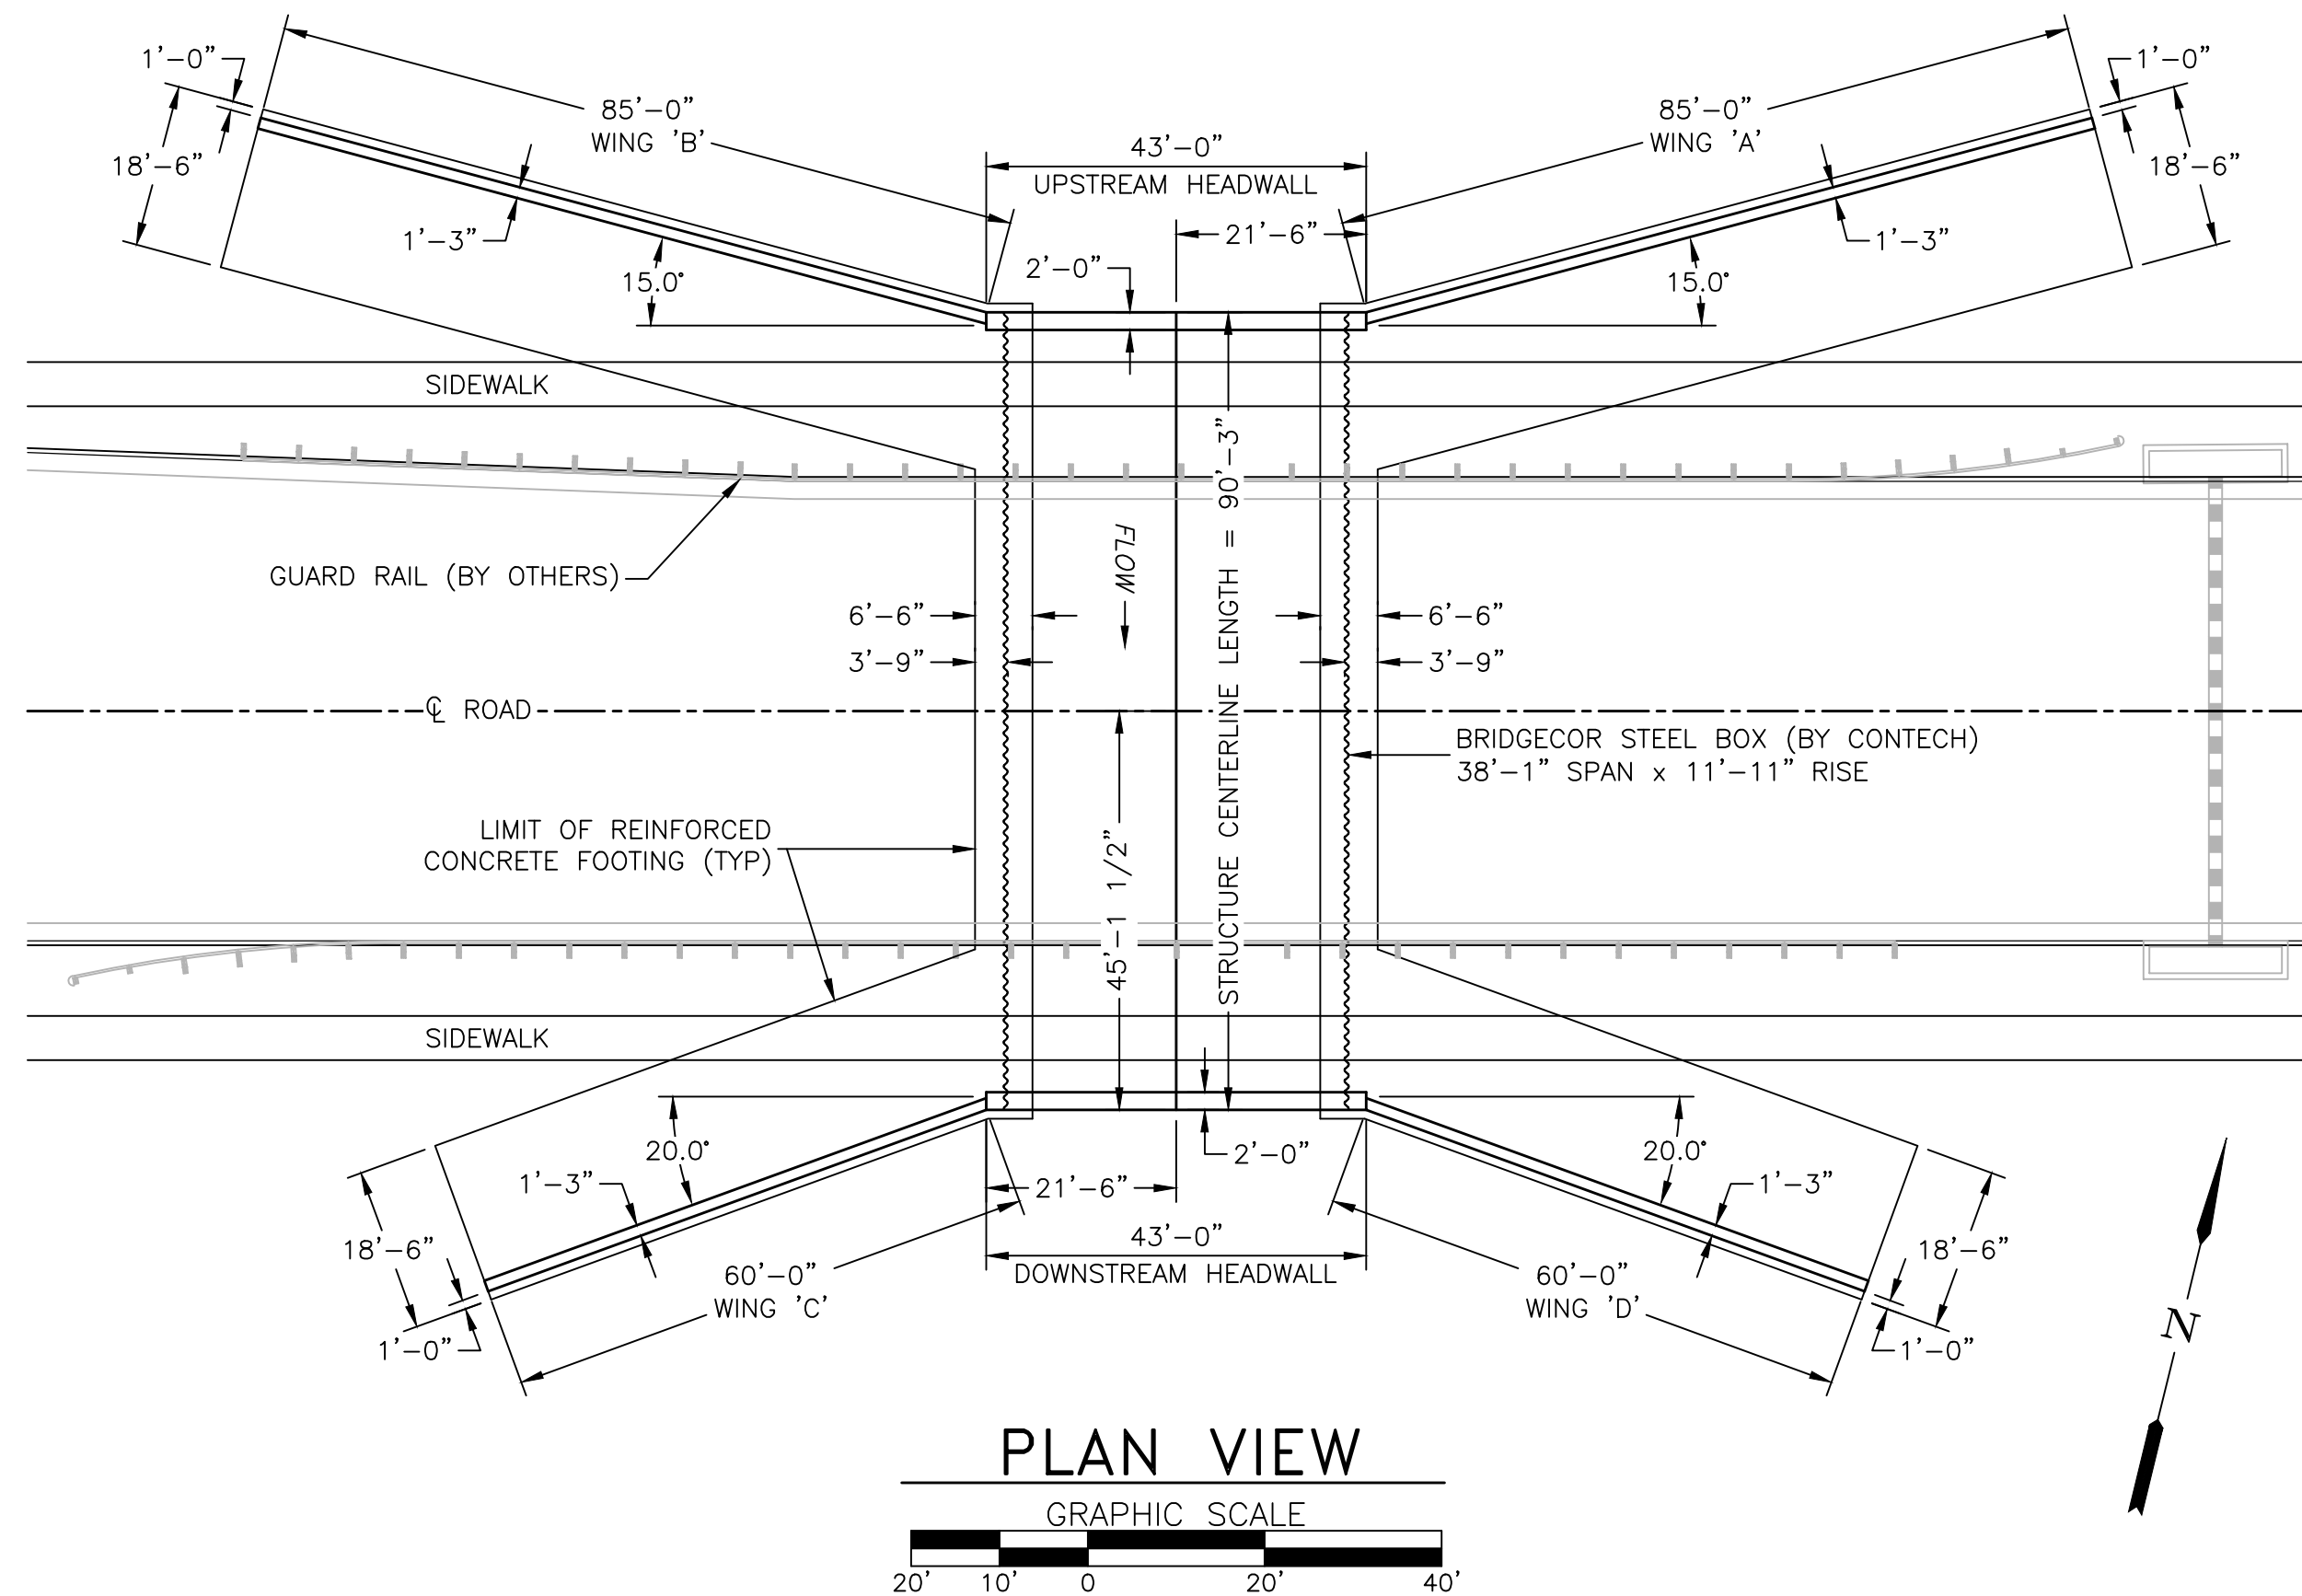 1'-0"
85'-0"
WING 'B'
18'-6"
1'-3"
15.0°
43'-0"
UPSTREAM HEADWALL
21'-6"
2'-0"
85'-0"
WING 'A'
1'-0"
18'-6"
1'-3"
15.0°
SIDEWALK
GUARD RAIL (BY OTHERS)
FLOW
STRUCTURE CENTERLINE LENGTH = 90'-3"
6'-6"
3'-9"
6'-6"
3'-9"
℄ ROAD
BRIDGECOR STEEL BOX (BY CONTECH)
38'-1" SPAN x 11'-11" RISE
LIMIT OF REINFORCED
CONCRETE FOOTING (TYP)
45'-1 1/2"
SIDEWALK
20.0°
1'-3"
18'-6"
1'-0"
60'-0"
WING 'C'
21'-6"
2'-0"
43'-0"
DOWNSTREAM HEADWALL
20.0°
1'-3"
60'-0"
WING 'D'
18'-6"
1'-0"
N
PLAN VIEW
GRAPHIC SCALE
20' 10' 0 20' 40'